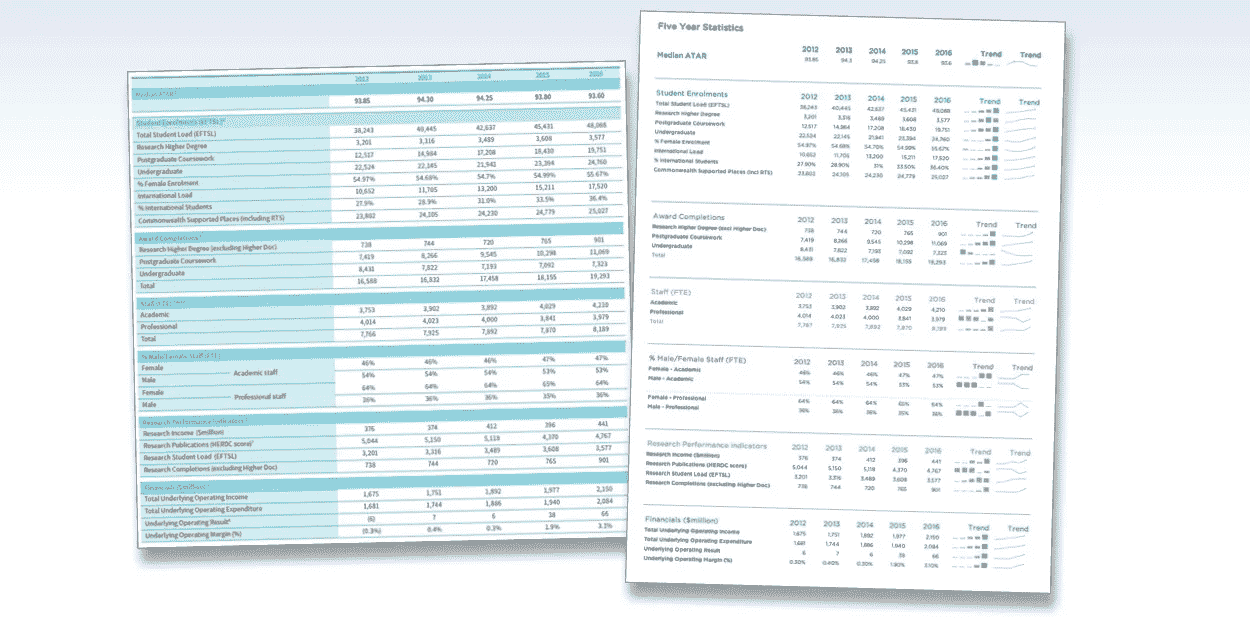 2012 2013 2014 2015 2016
Median ATAR
93.85 94.30 94.25 93.80 93.60
Student Enrolments (EFTSL)
Total Student Load (EFTSL) 38,243 40,445 42,637 45,431 48,088
Research Higher Degree 3,201 3,316 3,489 3,608 3,577
Postgraduate Coursework 12,517 14,984 17,208 18,430 19,751
Undergraduate 22,524 22,145 21,941 23,394 24,760
% Female Enrolment 54.97% 54.68% 54.7% 54.99% 55.67%
International Load 10,652 11,705 13,200 15,211 17,520
% International Students 27.9% 28.9% 31.0% 33.5% 36.4%
Commonwealth Supported Places (including RTS) 23,802 24,105 24,230 24,779 25,027
Award Completions
Research Higher Degree (excluding Higher Doc) 738 744 720 765 901
Postgraduate Coursework 7,419 8,266 9,545 10,298 11,069
Undergraduate 8,431 7,822 7,193 7,092 7,323
Total 16,588 16,832 17,458 18,155 19,293
Academic 3,753 3,902 3,892 4,029 4,210
Professional 4,014 4,023 4,000 3,841 3,979
Total 7,766 7,925 7,892 7,870 8,189
% Male/Female Staff (FTE)
Female 46% 46% 46% 47% 47%
Academic staff
Male 54% 54% 54% 53% 53%
Female 64% 64% 64% 65% 64%
Professional staff
Male 36% 36% 36% 35% 36%
Research Performance Indicators
Research Income ($million) 376 374 412 396 441
Research Publications (HERDC score) 5,044 5,150 5,118 4,370 4,767
Research Student Load (EFTSL) 3,201 3,316 3,489 3,608 3,577
Research Completions (excluding Higher Doc) 738 744 720 765 901
Financials ($million)
Total Underlying Operating Income 1,675 1,751 1,892 1,977 2,150
Total Underlying Operating Expenditure 1,681 1,744 1,886 1,940 2,084
Underlying Operating Result (6) 7 6 38 66
Underlying Operating Margin (%) (0.3%) 0.4% 0.3% 1.9% 3.1%
Five Year Statistics
2012 2013 2014 2015 2016 Trend Trend
Median ATAR 93.85 94.3 94.25 93.8 93.6
Student Enrolments 2012 2013 2014 2015 2016 Trend Trend
Total Student Load (EFTSL) 38,243 40,445 42,637 45,431 48,088
Research Higher Degree 3,201 3,316 3,489 3,608 3,577
Postgraduate Coursework 12,517 14,984 17,208 18,430 19,751
Undergraduate 22,524 22,145 21,941 23,394 24,760
% Female Enrolment 54.97% 54.68% 54.70% 54.99% 55.67%
International Load 10,652 11,705 13,200 15,211 17,520
% International Students 27.90% 28.90% 31% 33.50% 36.40%
Commonwealth Supported Places (incl RTS) 23,802 24,105 24,230 24,779 25,027
Award Completions 2012 2013 2014 2015 2016 Trend Trend
Research Higher Degree (excl Higher Doc) 738 744 720 765 901
Postgraduate Coursework 7,419 8,266 9,545 10,298 11,069
Undergraduate 8,431 7,822 7,193 7,092 7,323
Total 16,588 16,832 17,458 18,155 19,293
Staff (FTE) 2012 2013 2014 2015 2016 Trend Trend
Academic 3,753 3,902 3,892 4,029 4,210
Professional 4,014 4,023 4,000 3,841 3,979
Total 7,767 7,925 7,892 7,870 8,189
% Male/Female Staff (FTE) 2012 2013 2014 2015 2016 Trend Trend
Female - Academic 46% 46% 46% 47% 47%
Male - Academic 54% 54% 54% 53% 53%
Female - Professional 64% 64% 64% 65% 64%
Male - Professional 36% 36% 36% 35% 36%
Research Performance Indicators 2012 2013 2014 2015 2016 Trend Trend
Research Income ($million) 376 374 412 396 441
Research Publications (HERDC score) 5,044 5,150 5,118 4,370 4,767
Research Student Load (EFTSL) 3,201 3,316 3,489 3,608 3,577
Research Completions (excluding Higher Doc) 738 744 720 765 901
Financials ($million) 2012 2013 2014 2015 2016 Trend Trend
Total Underlying Operating Income 1,675 1,751 1,892 1,977 2,150
Total Underlying Operating Expenditure 1,681 1,744 1,886 1,940 2,084
Underlying Operating Result 6 7 6 38 66
Underlying Operating Margin (%) 0.30% 0.40% 0.30% 1.90% 3.10%